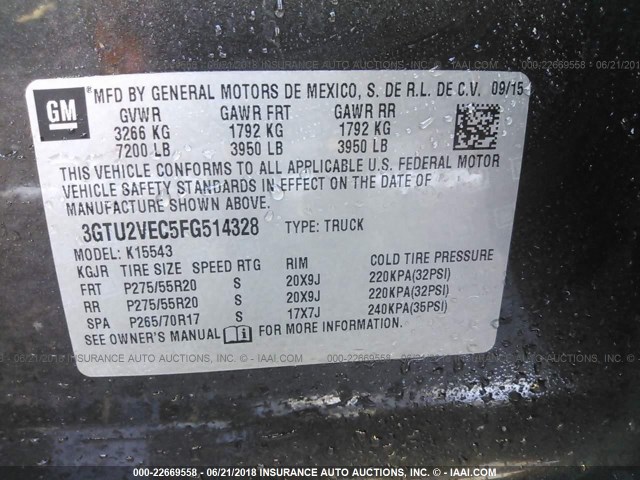 GM ® MFD BY GENERAL MOTORS DE MEXICO, S. DE R.L. DE C.V. 09/15
GVWR GAWR FRT GAWR RR
3266 KG 1792 KG 1792 KG
7200 LB 3950 LB 3950 LB
THIS VEHICLE CONFORMS TO ALL APPLICABLE U.S. FEDERAL MOTOR
VEHICLE SAFETY STANDARDS IN EFFECT ON THE DATE OF
MANUFACTURE SHOWN ABOVE.
3GTU2VEC5FG514328 TYPE: TRUCK
MODEL: K15543
KGJR TIRE SIZE SPEED RTG RIM COLD TIRE PRESSURE
FRT P275/55R20 S 20X9J 220KPA(32PSI)
RR P275/55R20 S 20X9J 220KPA(32PSI)
SPA P265/70R17 S 17X7J 240KPA(35PSI)
SEE OWNER'S MANUAL FOR MORE INFORMATION.
000-22669558 - 06/21/2018 INSURANCE AUTO AUCTIONS - © - IAAI.COM